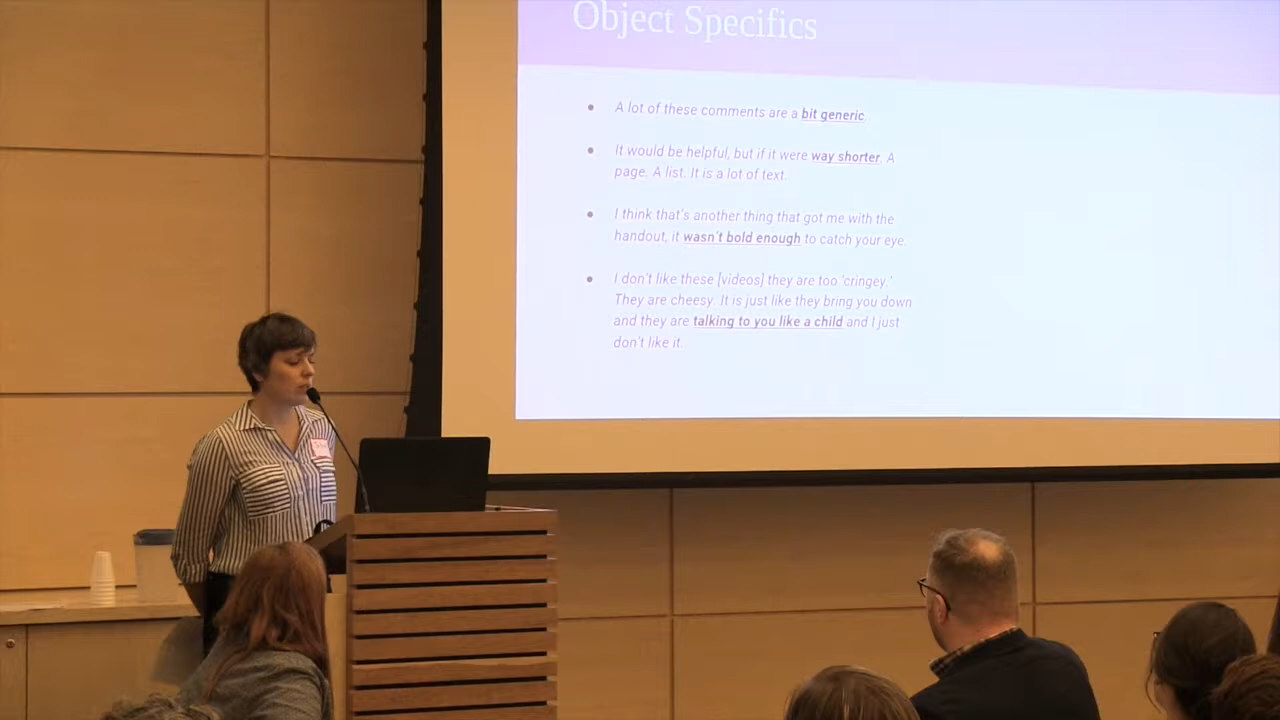 Object Specifics
• A lot of these comments are a bit generic.
• It would be helpful, but if it were way shorter. A
page. A list. It is a lot of text.
• I think that's another thing that got me with the
handout, it wasn't bold enough to catch your eye.
• I don't like these [videos] they are too 'cringey.'
They are cheesy. It is just like they bring you down
and they are talking to you like a child and I just
don't like it.